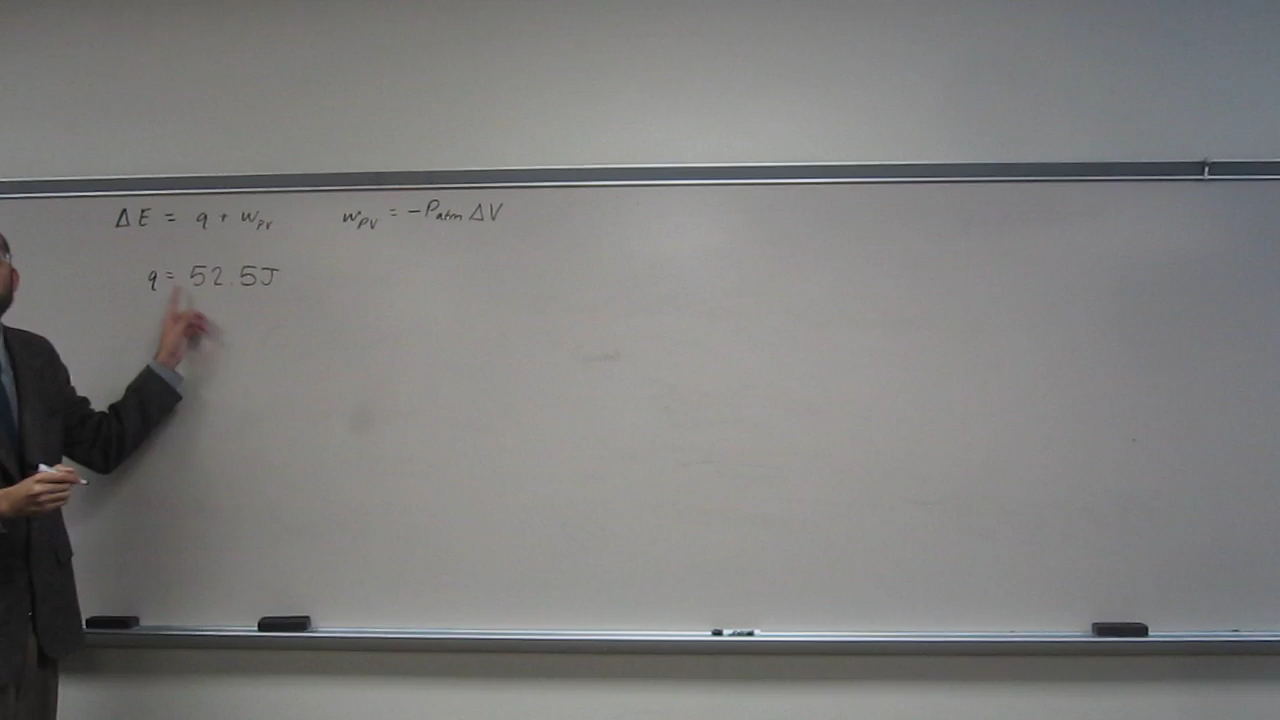 ΔE = q + w_PV    w_PV = -P_atm ΔV
q = 52.5J